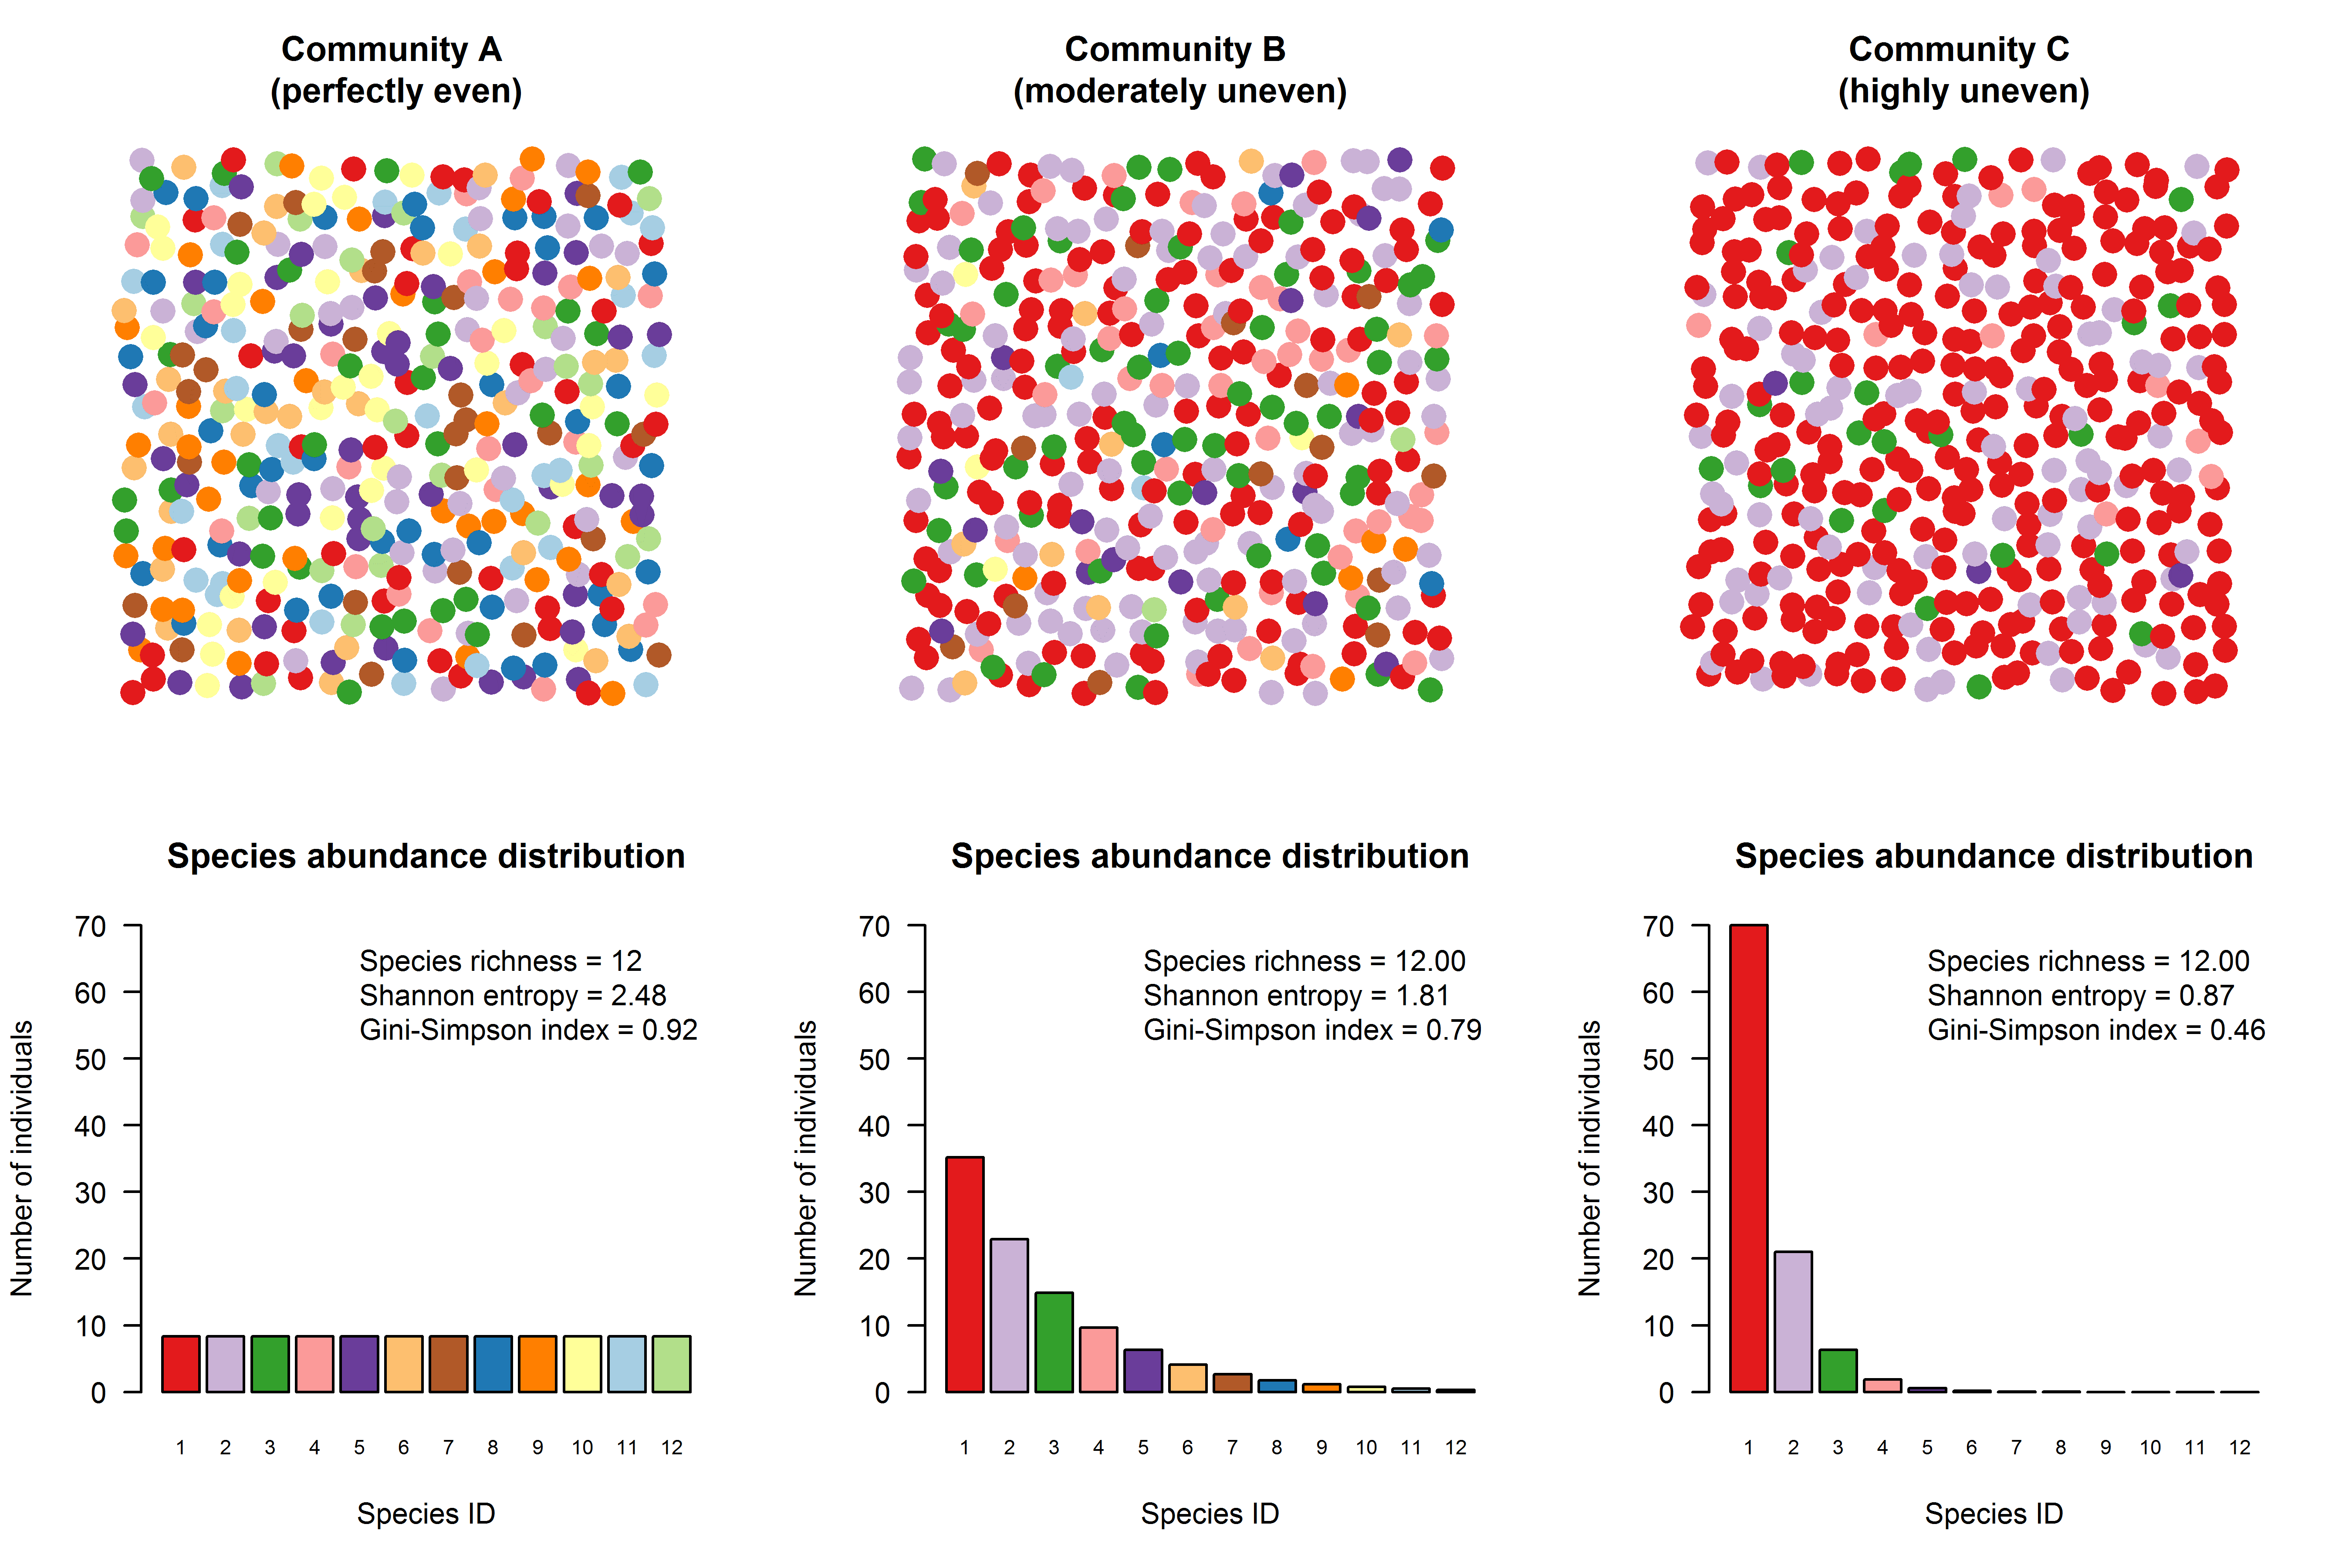 Community A
(perfectly even)
Community B
(moderately uneven)
Community C
(highly uneven)
Species abundance distribution
Number of individuals
70
60
50
40
30
20
10
0
Species richness = 12
Shannon entropy = 2.48
Gini-Simpson index = 0.92
1 2 3 4 5 6 7 8 9 10 11 12
Species ID
Species abundance distribution
Number of individuals
70
60
50
40
30
20
10
0
Species richness = 12.00
Shannon entropy = 1.81
Gini-Simpson index = 0.79
1 2 3 4 5 6 7 8 9 10 11 12
Species ID
Species abundance distribution
Number of individuals
70
60
50
40
30
20
10
0
Species richness = 12.00
Shannon entropy = 0.87
Gini-Simpson index = 0.46
1 2 3 4 5 6 7 8 9 10 11 12
Species ID